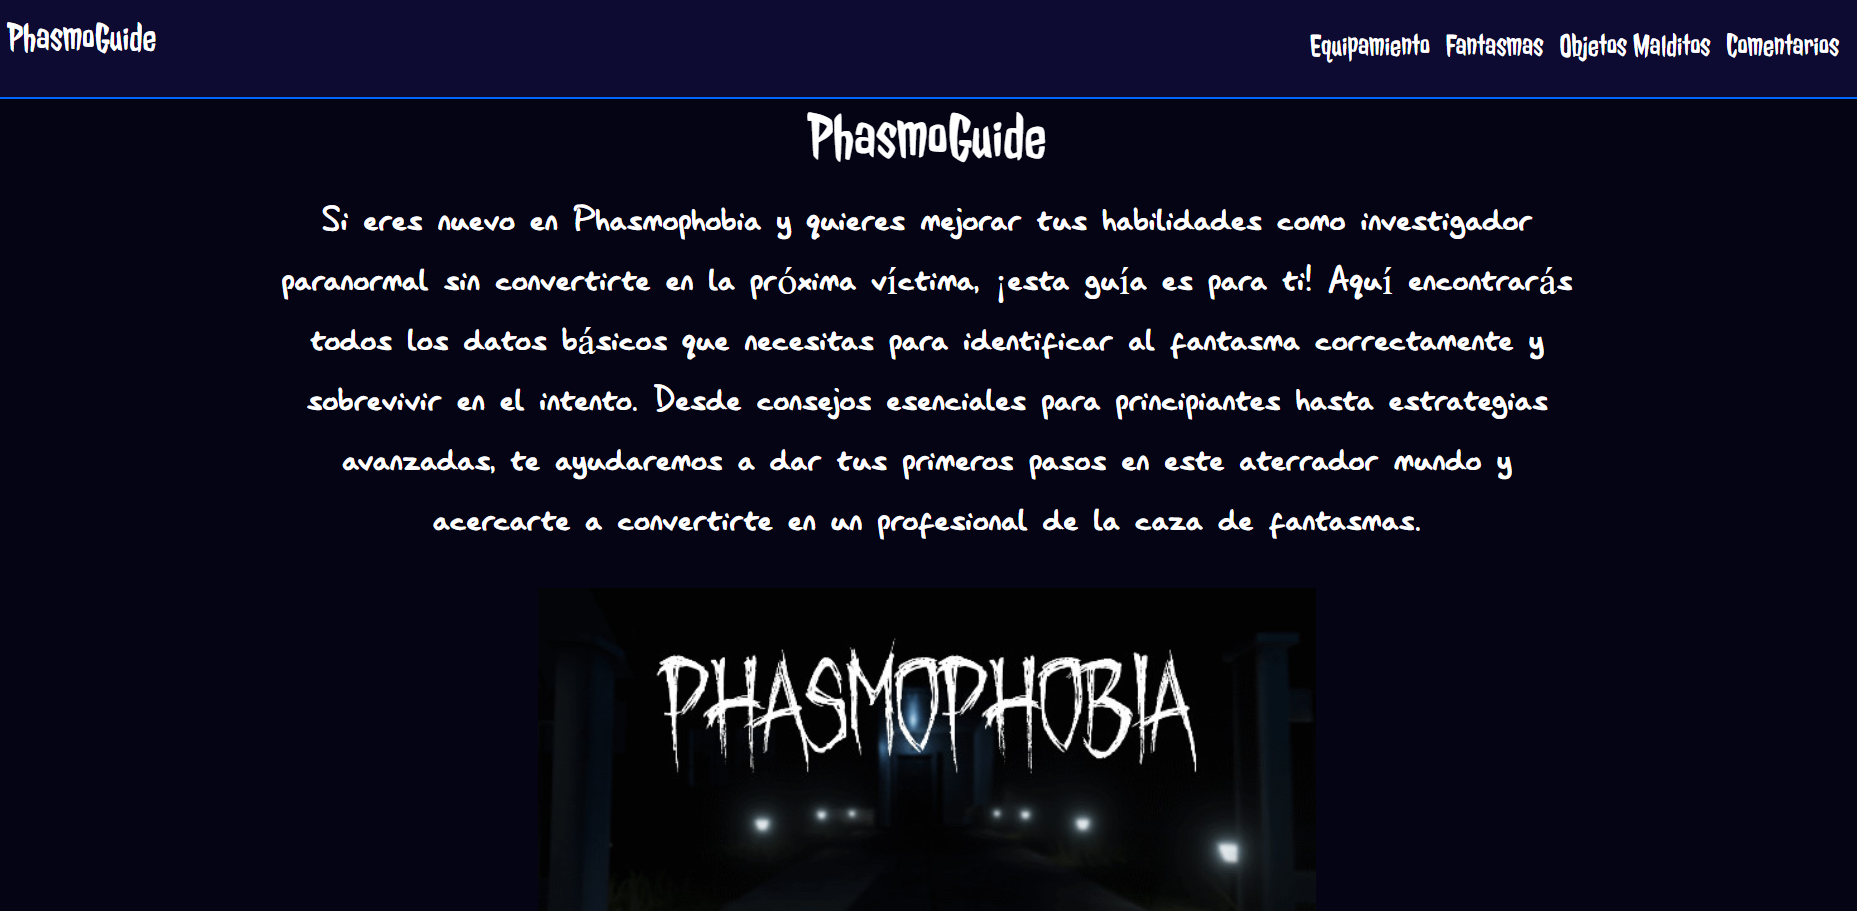 PhasmoGuide
Equipamiento Fantasmas Objetos Malditos Comentarios
PhasmoGuide
Si eres nuevo en Phasmophobia y quieres mejorar tus habilidades como investigador
paranormal sin convertirte en la próxima víctima, ¡esta guía es para ti! Aquí encontrarás
todos los datos básicos que necesitas para identificar al fantasma correctamente y
sobrevivir en el intento. Desde consejos esenciales para principiantes hasta estrategias
avanzadas, te ayudaremos a dar tus primeros pasos en este aterrador mundo y
acercarte a convertirte en un profesional de la caza de fantasmas.
PHASMOPHOBIA